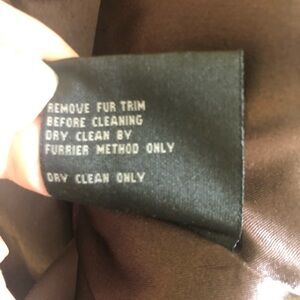 REMOVE FUR TRIM
BEFORE CLEANING
DRY CLEAN BY
FURRIER METHOD ONLY
DRY CLEAN ONLY